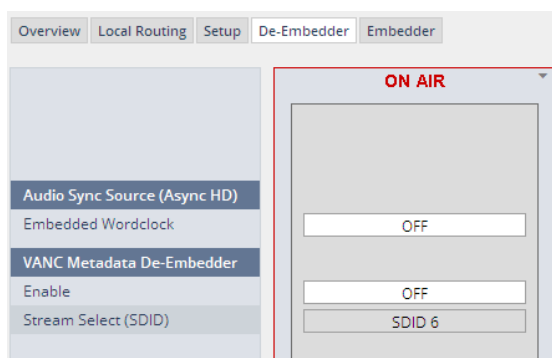 Overview Local Routing Setup De-Embedder Embedder
ON AIR
Audio Sync Source (Async HD)
Embedded Wordclock OFF
VANC Metadata De-Embedder
Enable OFF
Stream Select (SDID) SDID 6